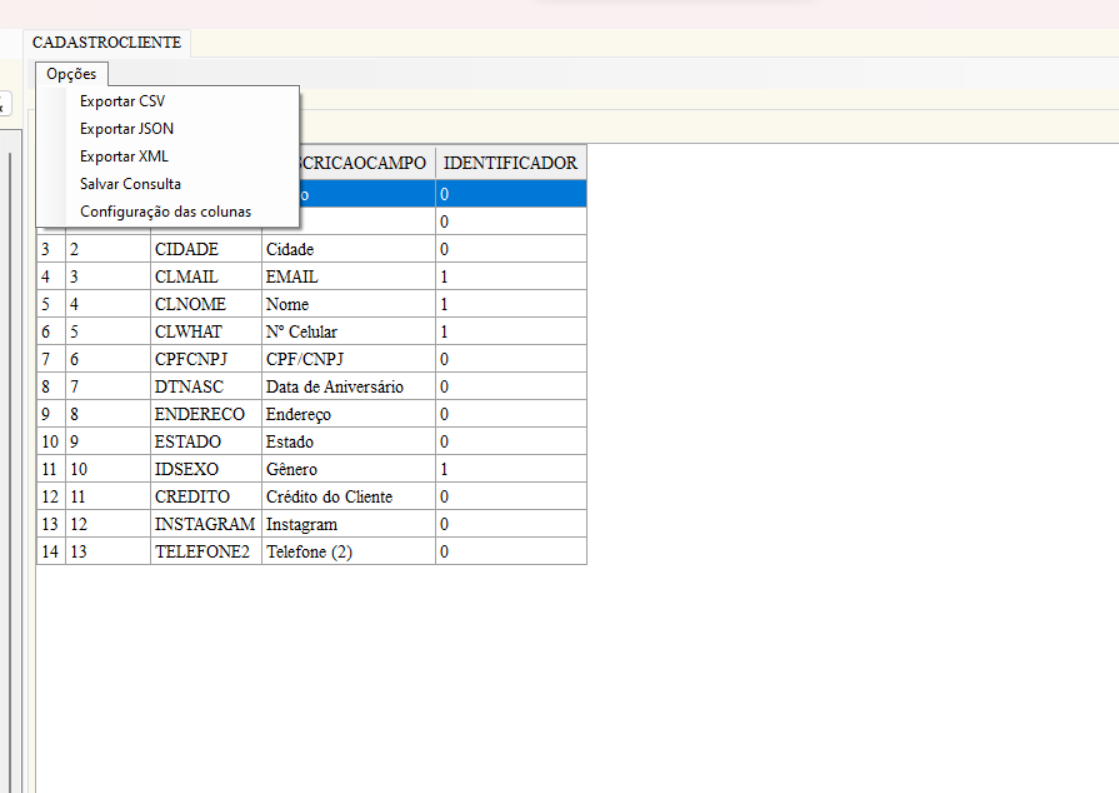 CADASTROCLIENTE
Opções
Exportar CSV
Exportar JSON
Exportar XML
Salvar Consulta
Configuração das colunas
CRICAOCAMPO IDENTIFICADOR
o 0
0
3 2 CIDADE Cidade 0
4 3 CLMAIL EMAIL 1
5 4 CLNOME Nome 1
6 5 CLWHAT Nº Celular 1
7 6 CPFCNPJ CPF/CNPJ 0
8 7 DTNASC Data de Aniversário 0
9 8 ENDERECO Endereço 0
10 9 ESTADO Estado 0
11 10 IDSEXO Gênero 1
12 11 CREDITO Crédito do Cliente 0
13 12 INSTAGRAM Instagram 0
14 13 TELEFONE2 Telefone (2) 0